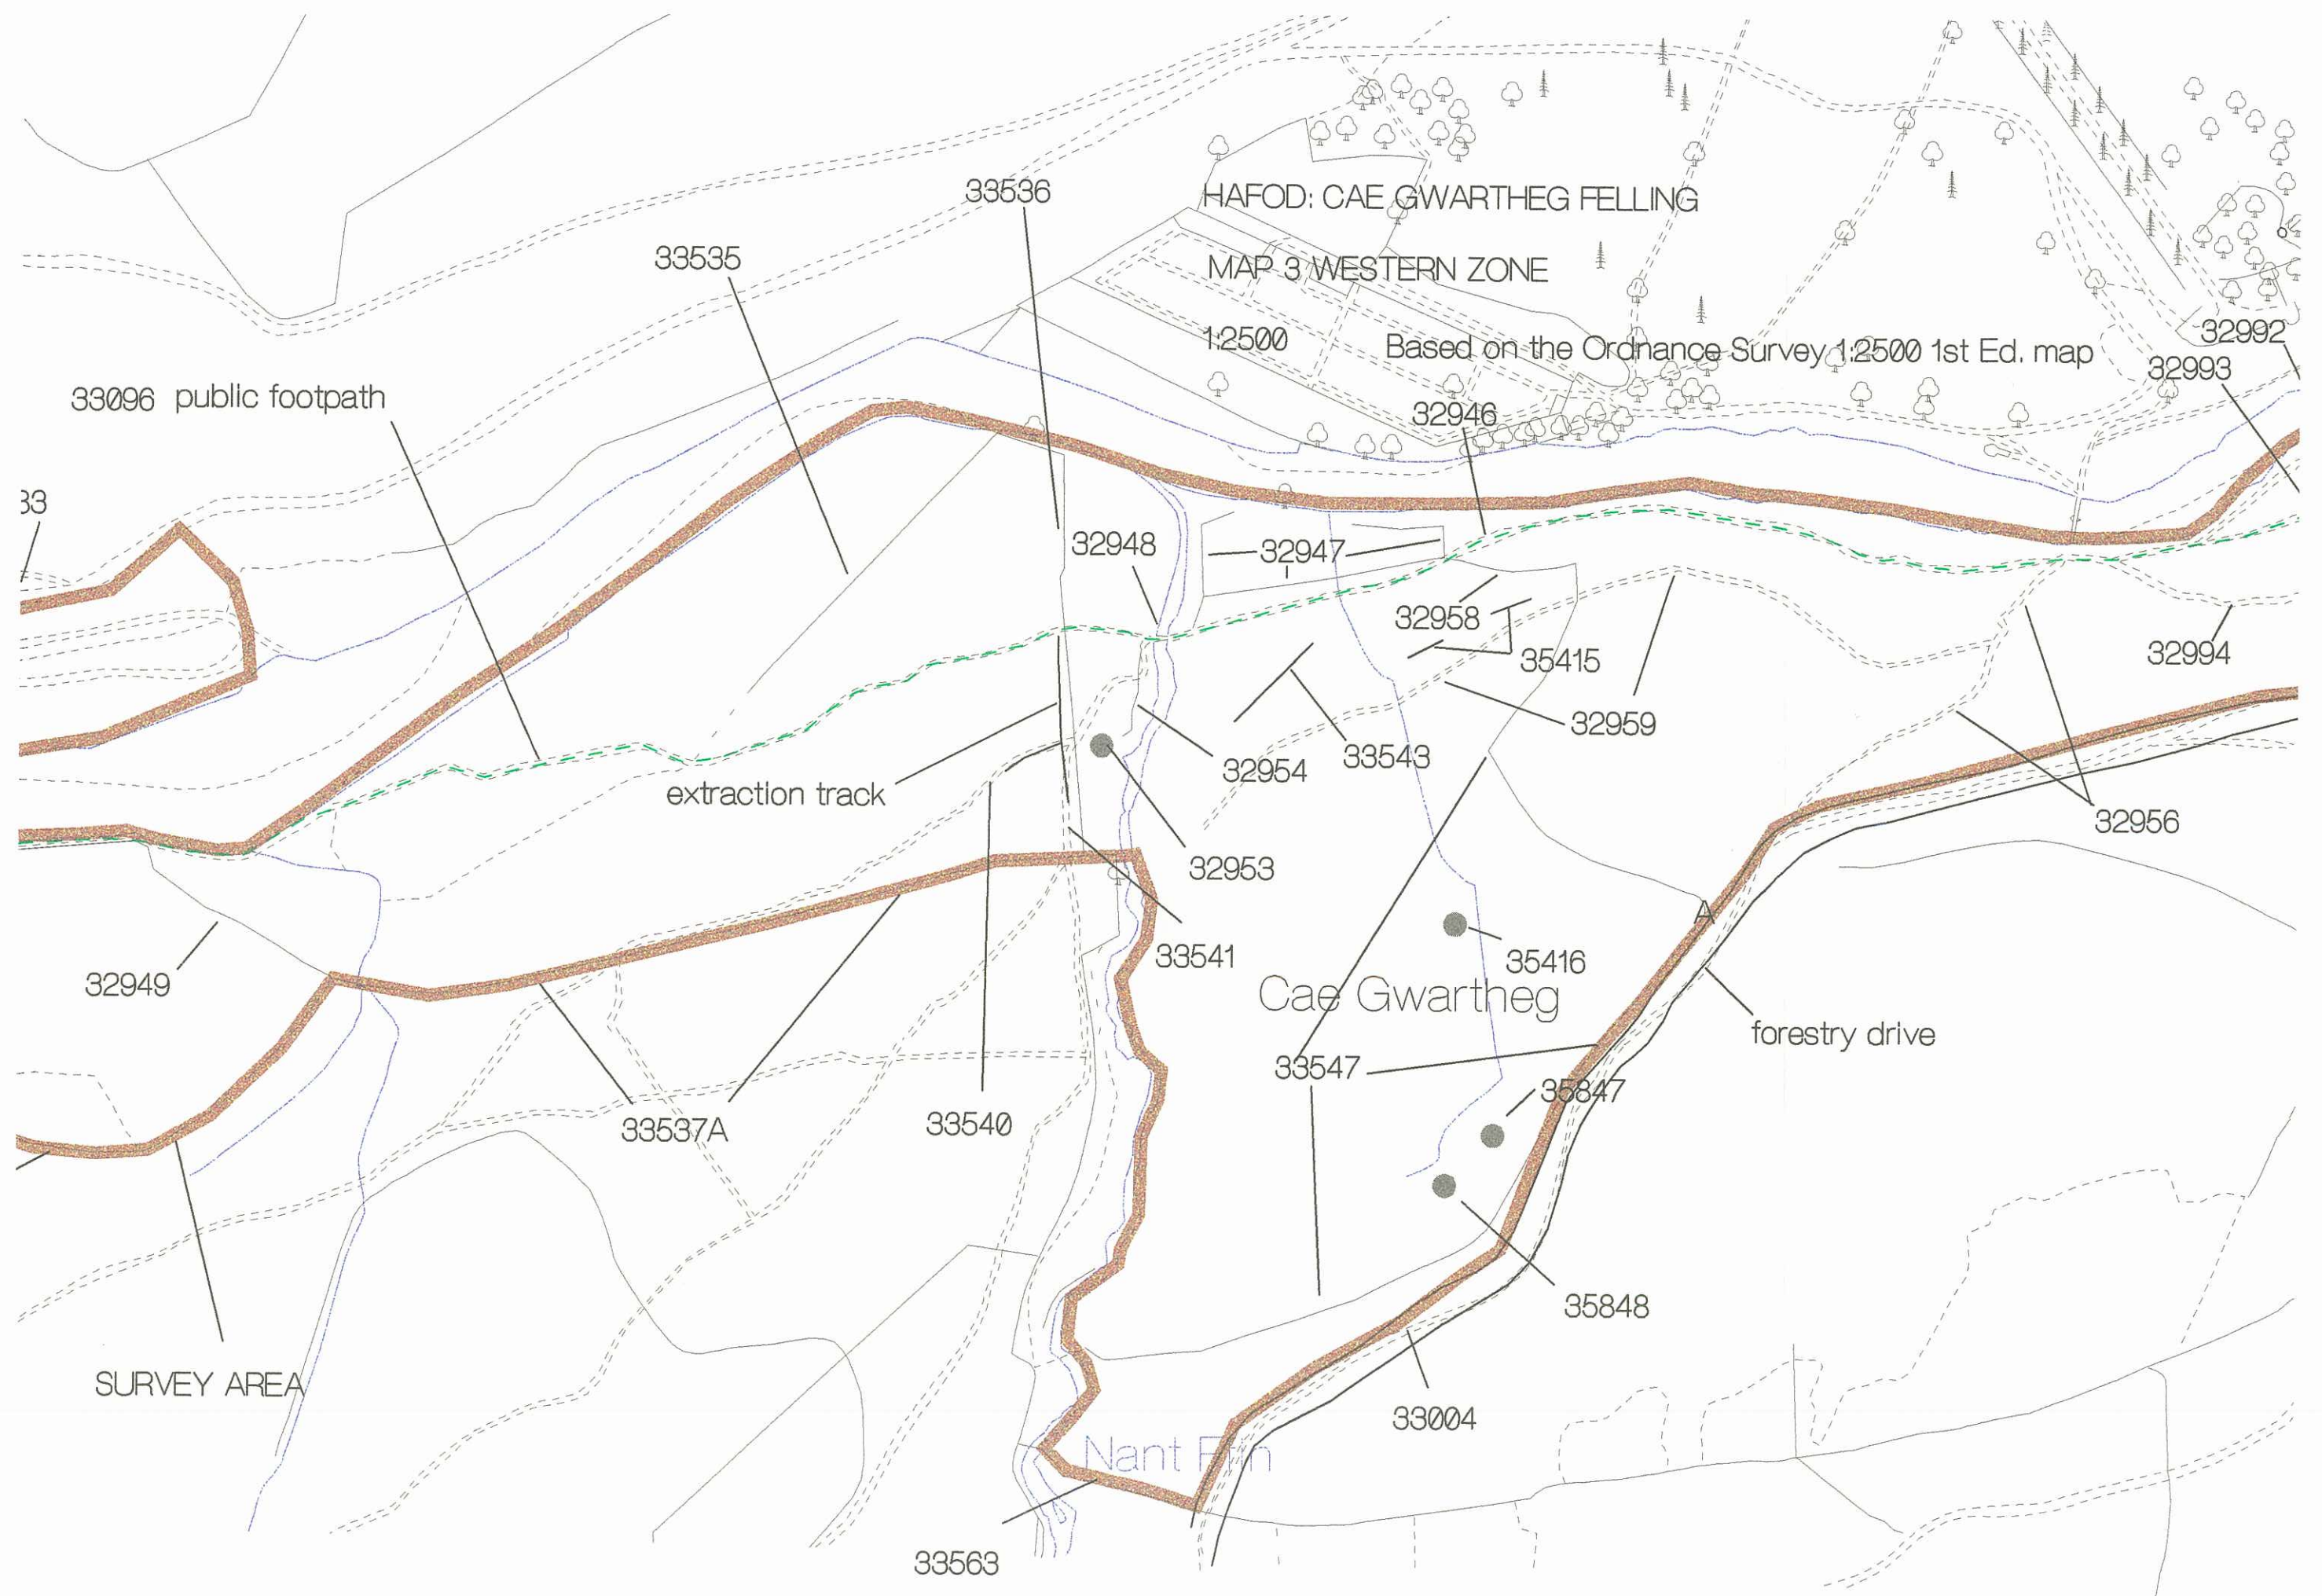 33536
HAFOD: CAE GWARTHEG FELLING
33535
MAP 3 WESTERN ZONE
1:2500
Based on the Ordnance Survey 1:2500 1st Ed. map
32992
32993
33096 public footpath
32946
33
32948
32947
32958
35415
32994
32959
33543
32954
extraction track
32956
32953
A
33541
35416
32949
Cae Gwartheg
forestry drive
33547
35847
33540
33537A
35848
SURVEY AREA
33004
Nant
33563